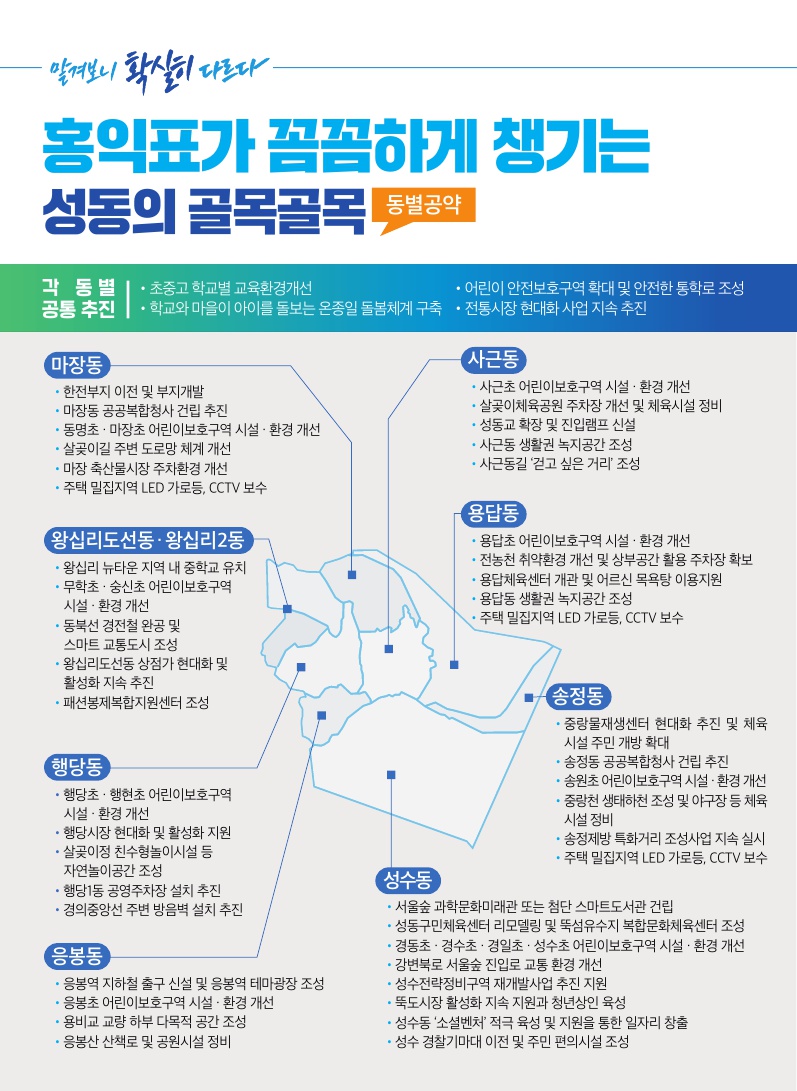 맡겨보니 확실히 다르다
홍익표가 꼼꼼하게 챙기는
성동의 골목골목 동별공약
각 동별
공통 추진
• 초중고 학교별 교육환경개선
• 학교와 마을이 아이를 돌보는 온종일 돌봄체계 구축
• 어린이 안전보호구역 확대 및 안전한 통학로 조성
• 전통시장 현대화 사업 지속 추진
마장동
• 한전부지 이전 및 부지개발
• 마장동 공공복합청사 건립 추진
• 동명초 · 마장초 어린이보호구역 시설 · 환경 개선
• 살곶이길 주변 도로망 체계 개선
• 마장 축산물시장 주차환경 개선
• 주택 밀집지역 LED 가로등, CCTV 보수
사근동
• 사근초 어린이보호구역 시설 · 환경 개선
• 살곶이체육공원 주차장 개선 및 체육시설 정비
• 성동교 확장 및 진입램프 신설
• 사근동 생활권 녹지공간 조성
• 사근동길 ‘걷고 싶은 거리’ 조성
왕십리도선동 · 왕십리2동
• 왕십리 뉴타운 지역 내 중학교 유치
• 무학초 · 숭신초 어린이보호구역
시설 · 환경 개선
• 동북선 경전철 완공 및
스마트 교통도시 조성
• 왕십리도선동 상점가 현대화 및
활성화 지속 추진
• 패션봉제복합지원센터 조성
용답동
• 용답초 어린이보호구역 시설 · 환경 개선
• 전농천 취약환경 개선 및 상부공간 활용 주차장 확보
• 용답체육센터 개관 및 어르신 목욕탕 이용지원
• 용답동 생활권 녹지공간 조성
• 주택 밀집지역 LED 가로등, CCTV 보수
송정동
• 중랑물재생센터 현대화 추진 및 체육
시설 주민 개방 확대
• 송정동 공공복합청사 건립 추진
• 송원초 어린이보호구역 시설 · 환경 개선
• 중랑천 생태하천 조성 및 야구장 등 체육
시설 정비
• 송정제방 특화거리 조성사업 지속 실시
• 주택 밀집지역 LED 가로등, CCTV 보수
행당동
• 행당초 · 행현초 어린이보호구역
시설 · 환경 개선
• 행당시장 현대화 및 활성화 지원
• 살곶이정 친수형놀이시설 등
자연놀이공간 조성
• 행당1동 공영주차장 설치 추진
• 경의중앙선 주변 방음벽 설치 추진
응봉동
• 응봉역 지하철 출구 신설 및 응봉역 테마광장 조성
• 응봉초 어린이보호구역 시설 · 환경 개선
• 용비교 교량 하부 다목적 공간 조성
• 응봉산 산책로 및 공원시설 정비
성수동
• 서울숲 과학문화미래관 또는 첨단 스마트도서관 건립
• 성동구민체육센터 리모델링 및 뚝섬유수지 복합문화체육센터 조성
• 경동초 · 경수초 · 경일초 · 성수초 어린이보호구역 시설 · 환경 개선
• 강변북로 서울숲 진입로 교통 환경 개선
• 성수전략정비구역 재개발사업 추진 지원
• 뚝도시장 활성화 지속 지원과 청년상인 육성
• 성수동 ‘소셜벤처’ 적극 육성 및 지원을 통한 일자리 창출
• 성수 경찰기마대 이전 및 주민 편의시설 조성